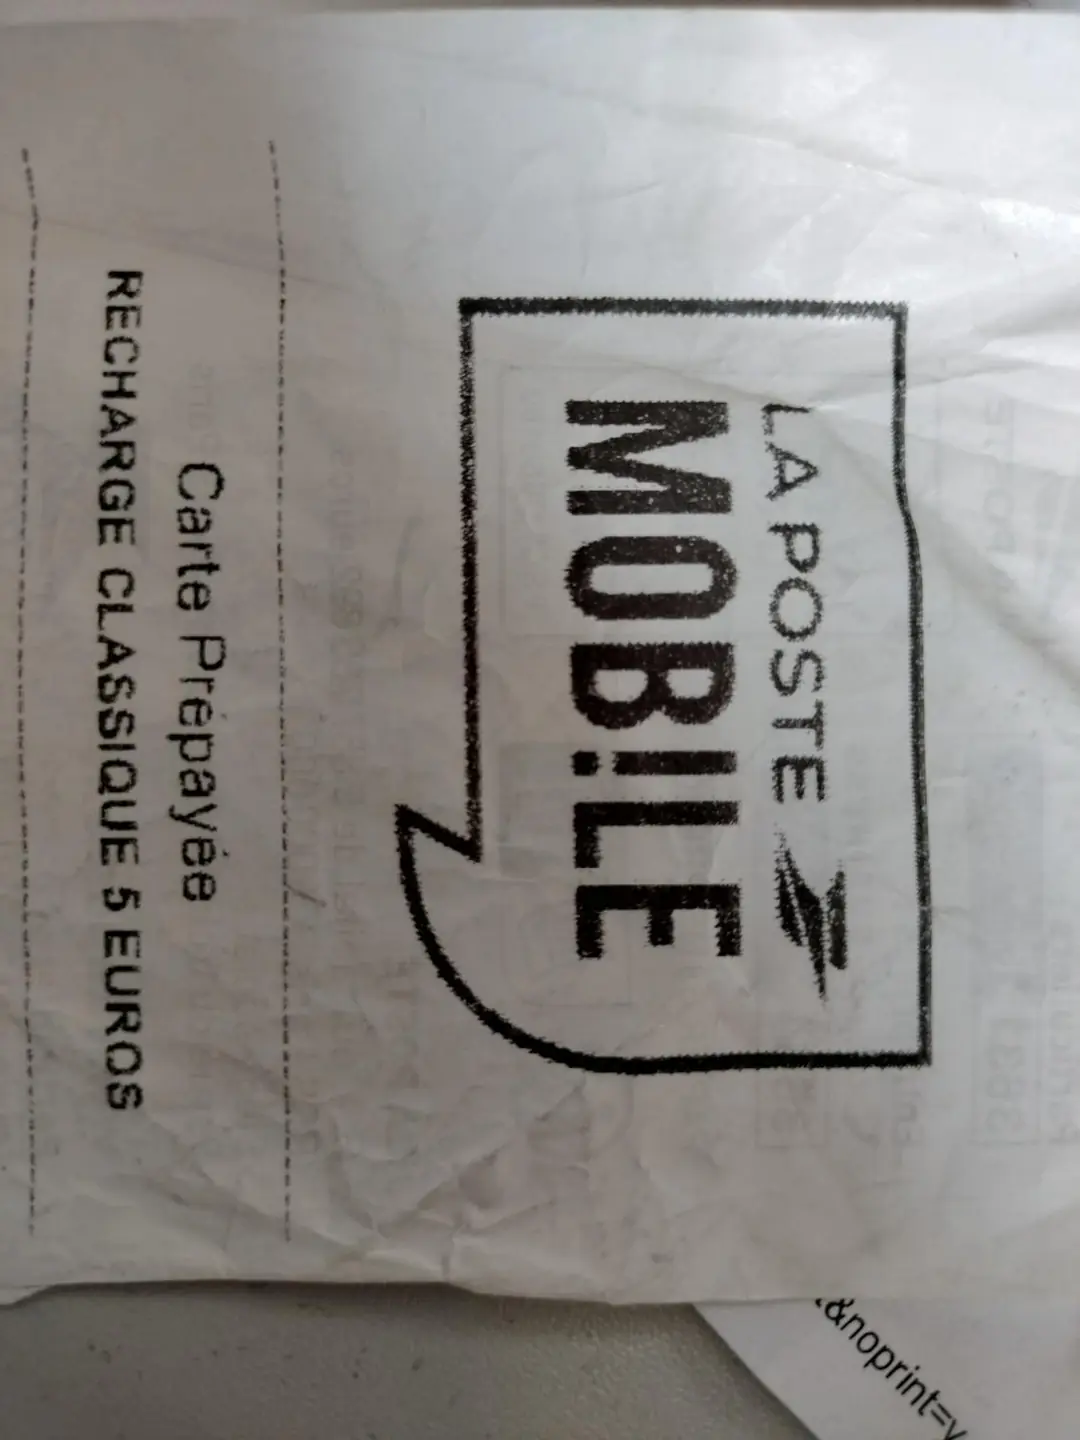 LA POSTE
MOBILE
Carte Prépayée
RECHARGE CLASSIQUE 5 EUROS
&noprint=